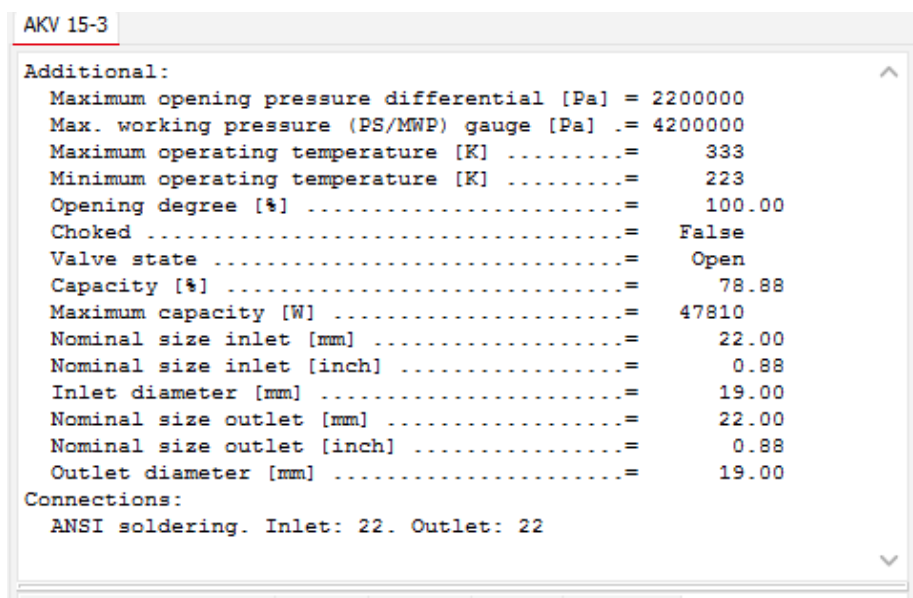 AKV 15-3
Additional:
  Maximum opening pressure differential [Pa] = 2200000
  Max. working pressure (PS/MWP) gauge [Pa] .= 4200000
  Maximum operating temperature [K] .........=     333
  Minimum operating temperature [K] .........=     223
  Opening degree [%] ........................=     100.00
  Choked ....................................=   False
  Valve state ...............................=    Open
  Capacity [%] ..............................=      78.88
  Maximum capacity [W] ......................=   47810
  Nominal size inlet [mm] ...................=      22.00
  Nominal size inlet [inch] .................=       0.88
  Inlet diameter [mm] .......................=      19.00
  Nominal size outlet [mm] ..................=      22.00
  Nominal size outlet [inch] ................=       0.88
  Outlet diameter [mm] ......................=      19.00
Connections:
  ANSI soldering. Inlet: 22. Outlet: 22